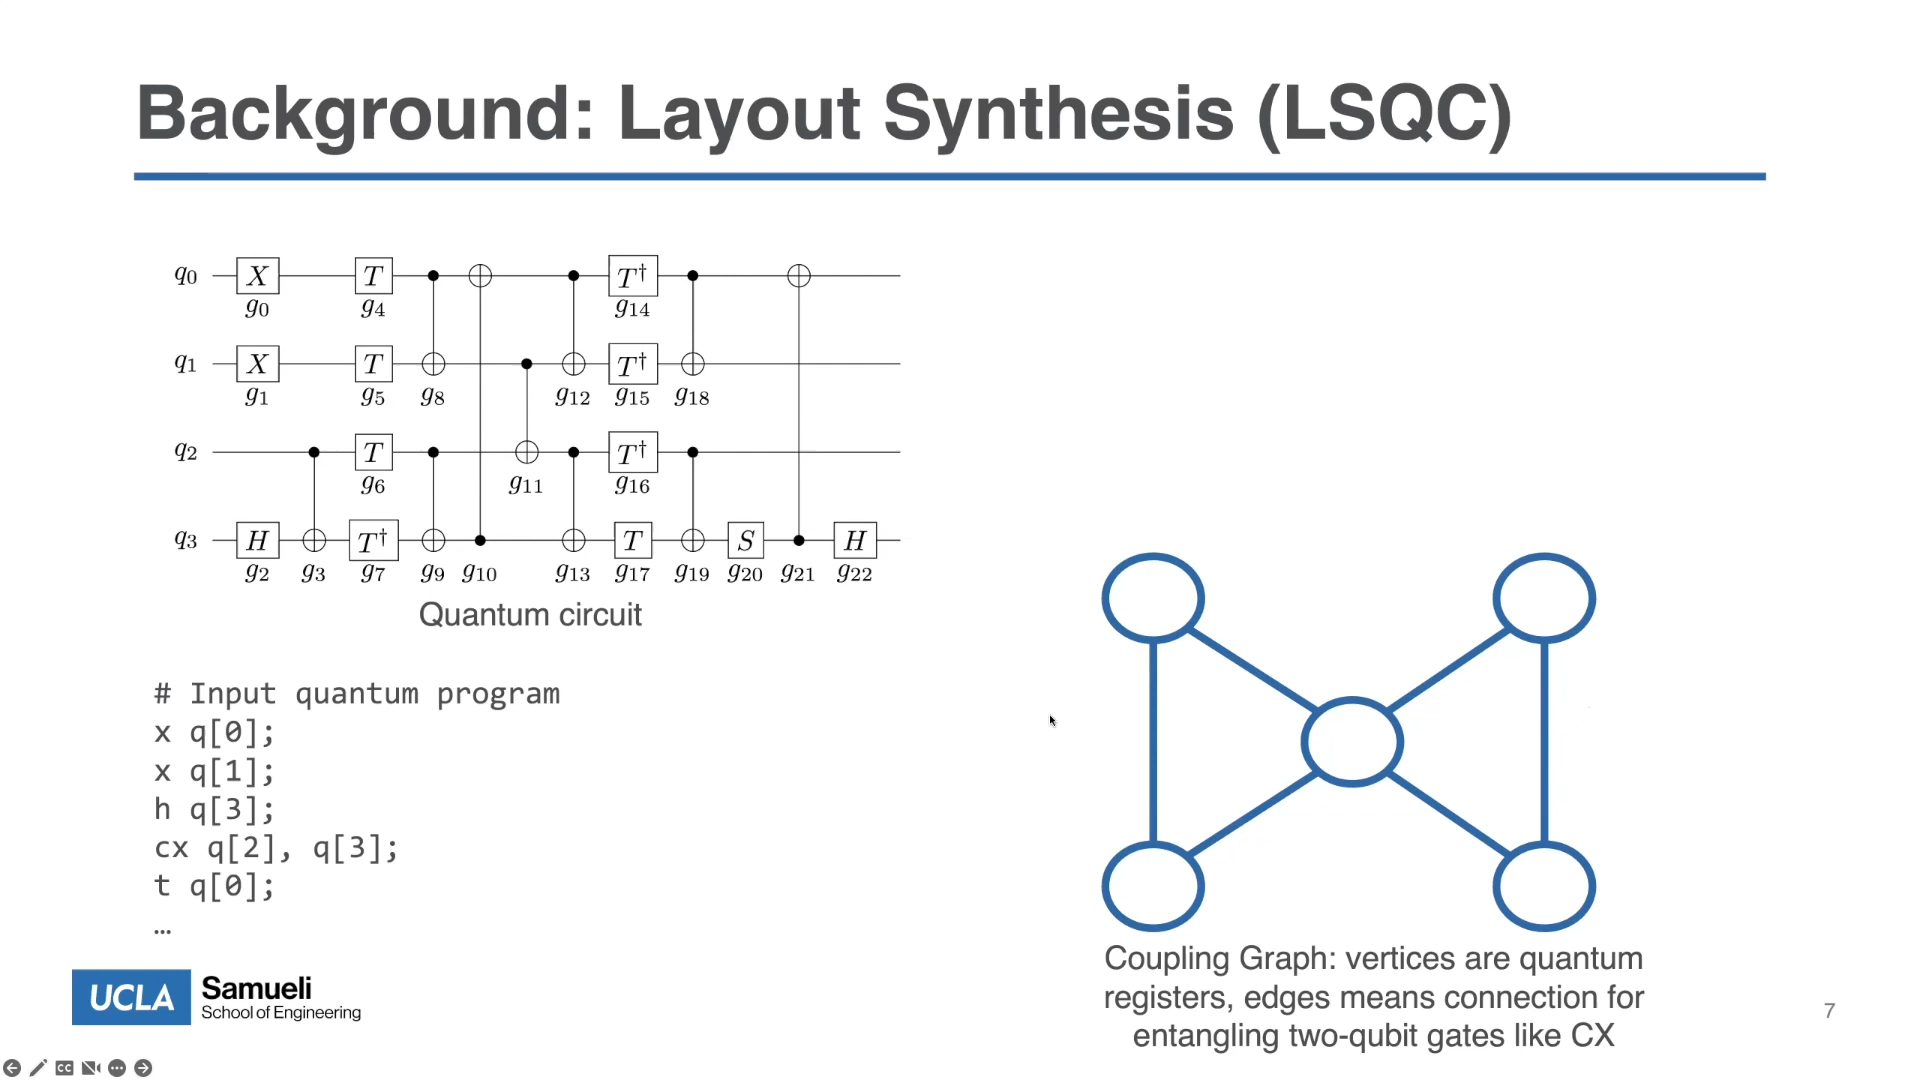 Background: Layout Synthesis (LSQC)
q0 X T T†
g0 g4 g14
q1 X T T†
g1 g5 g8 g12 g15 g18
q2 T T†
g6 g11 g16
q3 H T† T S H
g2 g3 g7 g9 g10 g13 g17 g19 g20 g21 g22
Quantum circuit
# Input quantum program
x q[0];
x q[1];
h q[3];
cx q[2], q[3];
t q[0];
…
Coupling Graph: vertices are quantum
registers, edges means connection for
entangling two-qubit gates like CX
UCLA Samueli
School of Engineering
7
CC